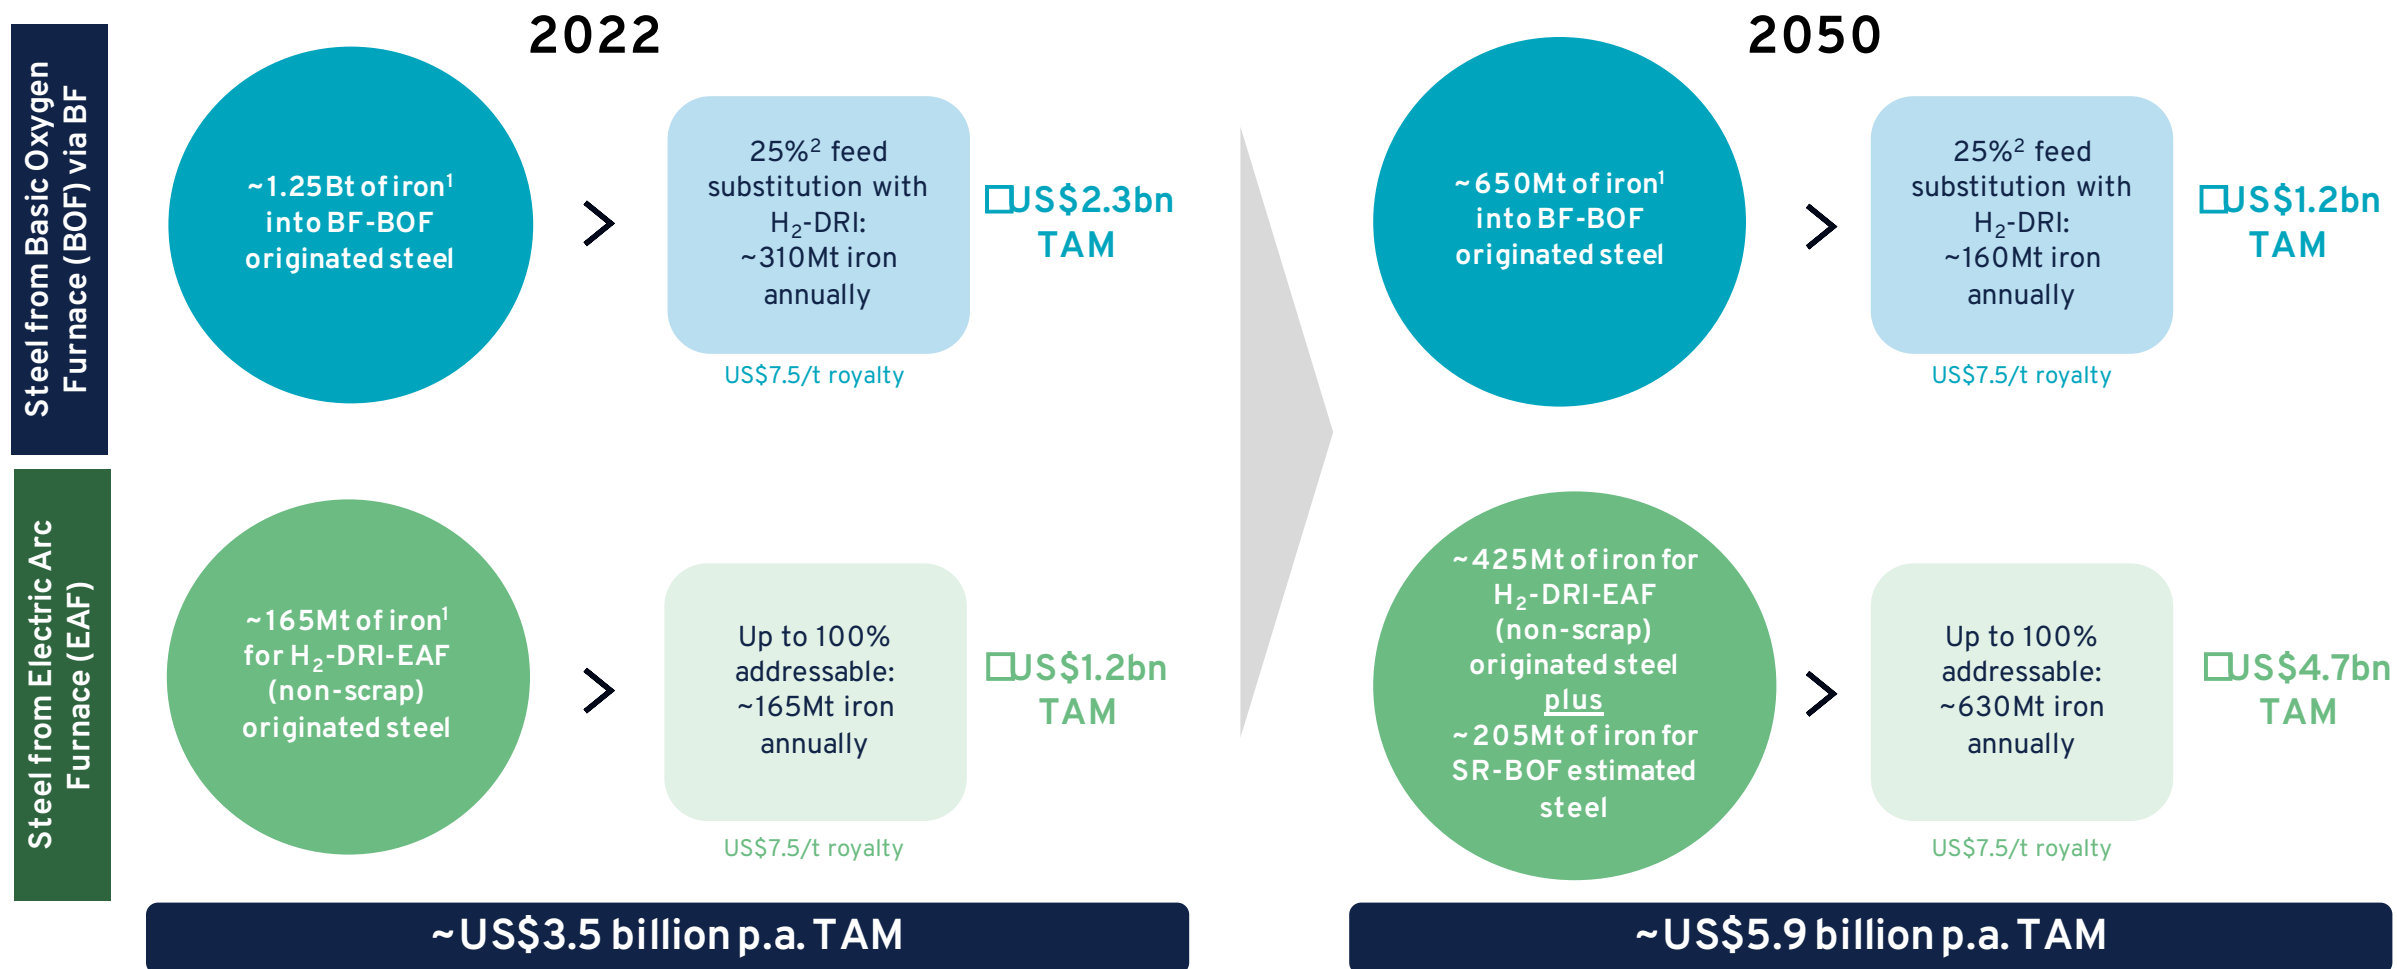 2022
2050
Steel from Basic Oxygen
Furnace (BOF) via BF
~1.25Bt of iron¹
into BF-BOF
originated steel
>
25%² feed
substitution with
H₂-DRI:
~310Mt iron
annually
US$7.5/t royalty
□US$2.3bn
TAM
~650Mt of iron¹
into BF-BOF
originated steel
>
25%² feed
substitution with
H₂-DRI:
~160Mt iron
annually
US$7.5/t royalty
□US$1.2bn
TAM
Steel from Electric Arc
Furnace (EAF)
~165Mt of iron¹
for H₂-DRI-EAF
(non-scrap)
originated steel
>
Up to 100%
addressable:
~165Mt iron
annually
US$7.5/t royalty
□US$1.2bn
TAM
~425Mt of iron for
H₂-DRI-EAF
(non-scrap)
originated steel
plus
~205Mt of iron for
SR-BOF estimated
steel
>
Up to 100%
addressable:
~630Mt iron
annually
US$7.5/t royalty
□US$4.7bn
TAM
~US$3.5 billion p.a. TAM
~US$5.9 billion p.a. TAM